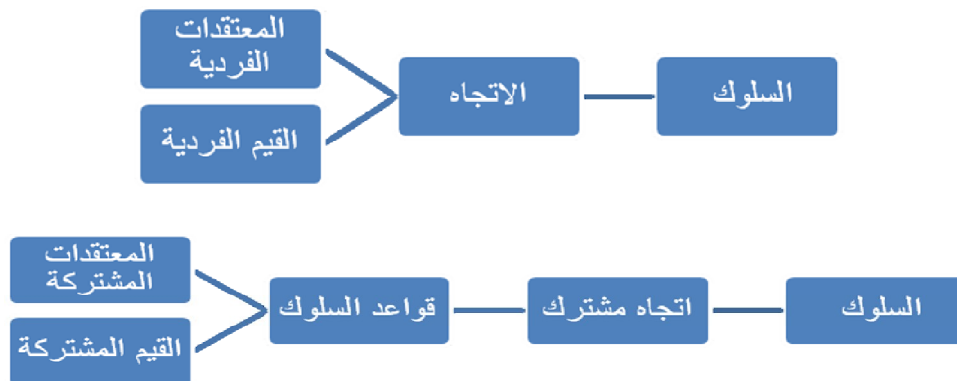 المعتقدات
الفردية
القيم الفردية
الاتجاه
السلوك
المعتقدات
المشتركة
القيم المشتركة
قواعد السلوك
اتجاه مشترك
السلوك